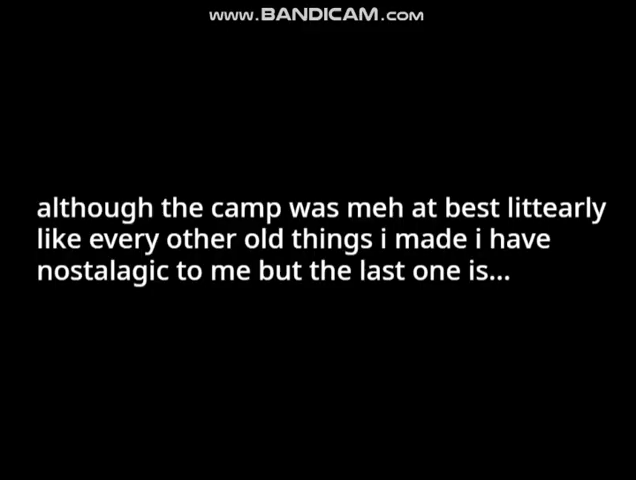 www.BANDICAM.com
although the camp was meh at best littearly
like every other old things i made i have
nostalagic to me but the last one is...